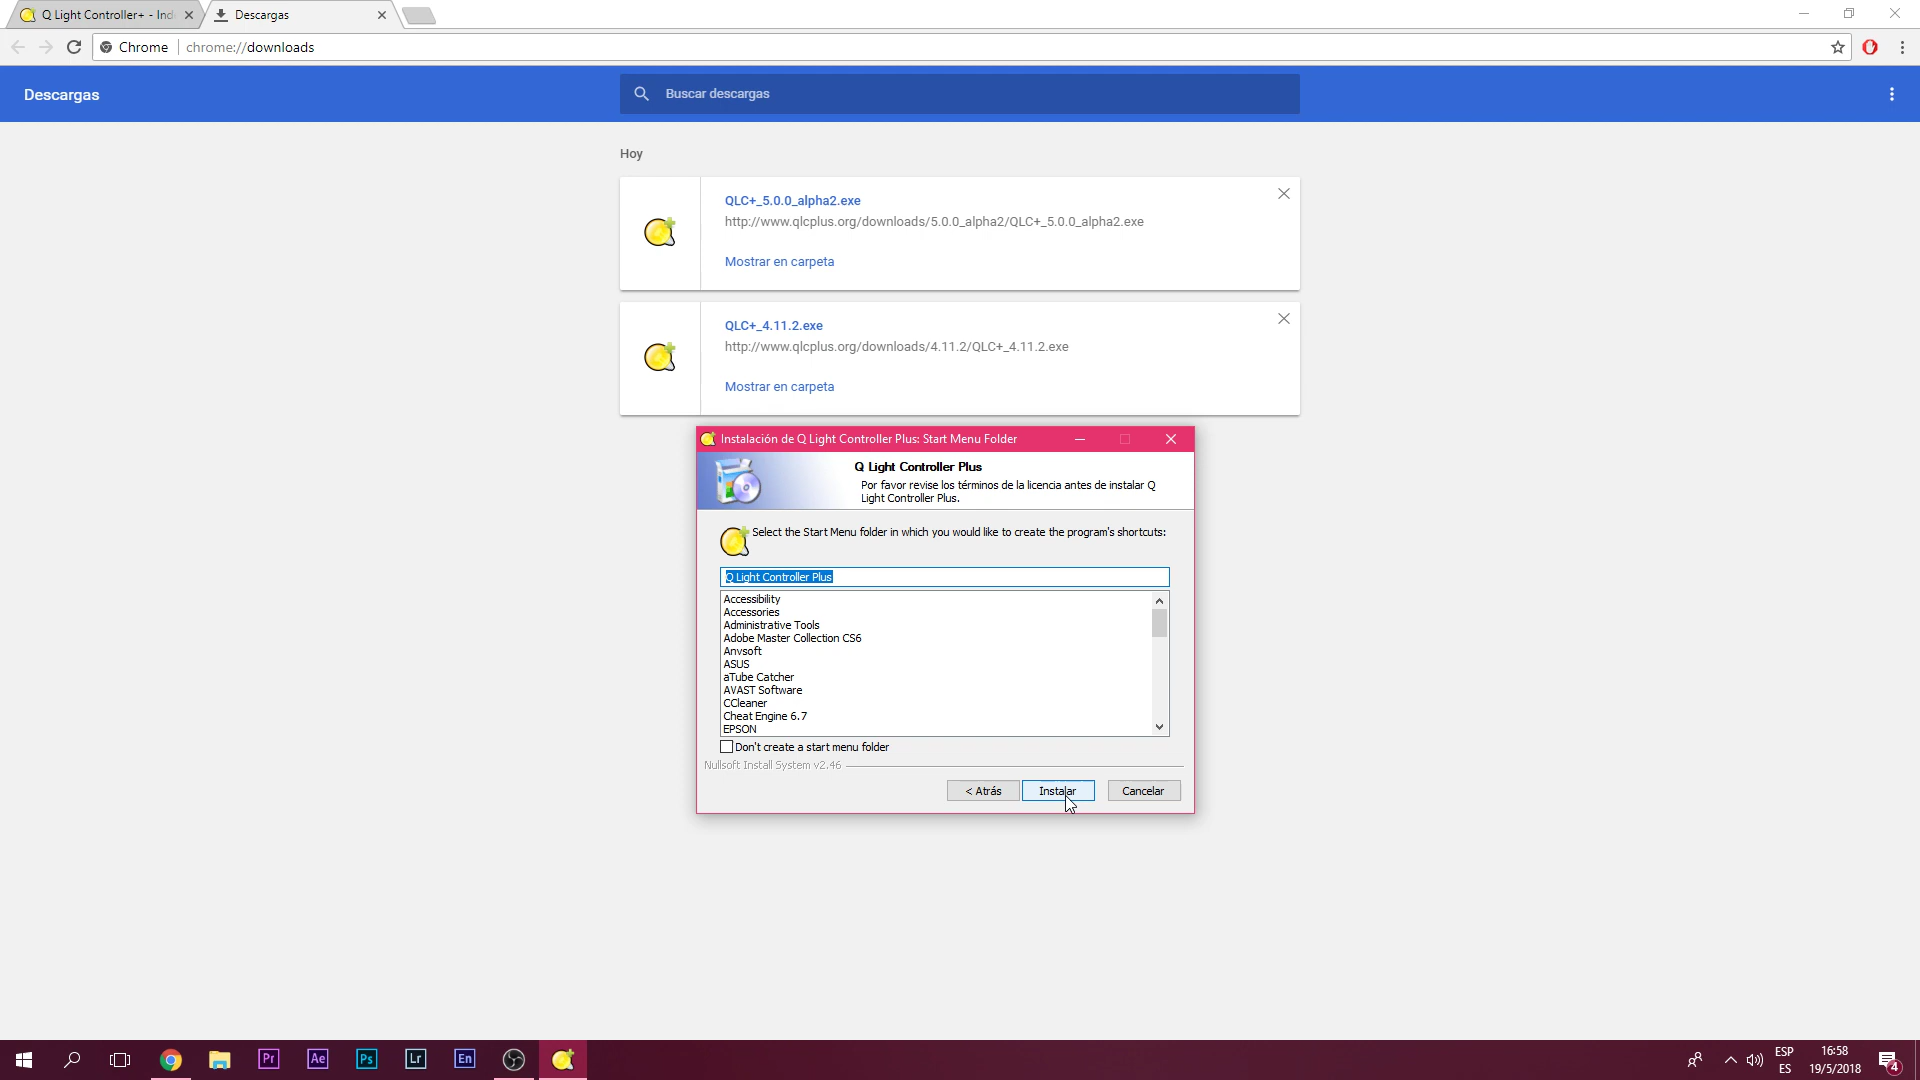 Q Light Controller+ - Ind
Descargas
Chrome
chrome://downloads
Descargas
Buscar descargas
Hoy
QLC+_5.0.0_alpha2.exe
http://www.qlcplus.org/downloads/5.0.0_alpha2/QLC+_5.0.0_alpha2.exe
Mostrar en carpeta
QLC+_4.11.2.exe
http://www.qlcplus.org/downloads/4.11.2/QLC+_4.11.2.exe
Mostrar en carpeta
Instalación de Q Light Controller Plus: Start Menu Folder
Q Light Controller Plus
Por favor revise los términos de la licencia antes de instalar Q
Light Controller Plus.
Select the Start Menu folder in which you would like to create the program's shortcuts:
Q Light Controller Plus
Accessibility
Accessories
Administrative Tools
Adobe Master Collection CS6
Anvsoft
ASUS
aTube Catcher
AVAST Software
CCleaner
Cheat Engine 6.7
EPSON
Don't create a start menu folder
Nullsoft Install System v2.46
< Atrás
Instalar
Cancelar
Pr
Ae
Ps
Lr
En
ESP
ES
16:58
19/5/2018
4